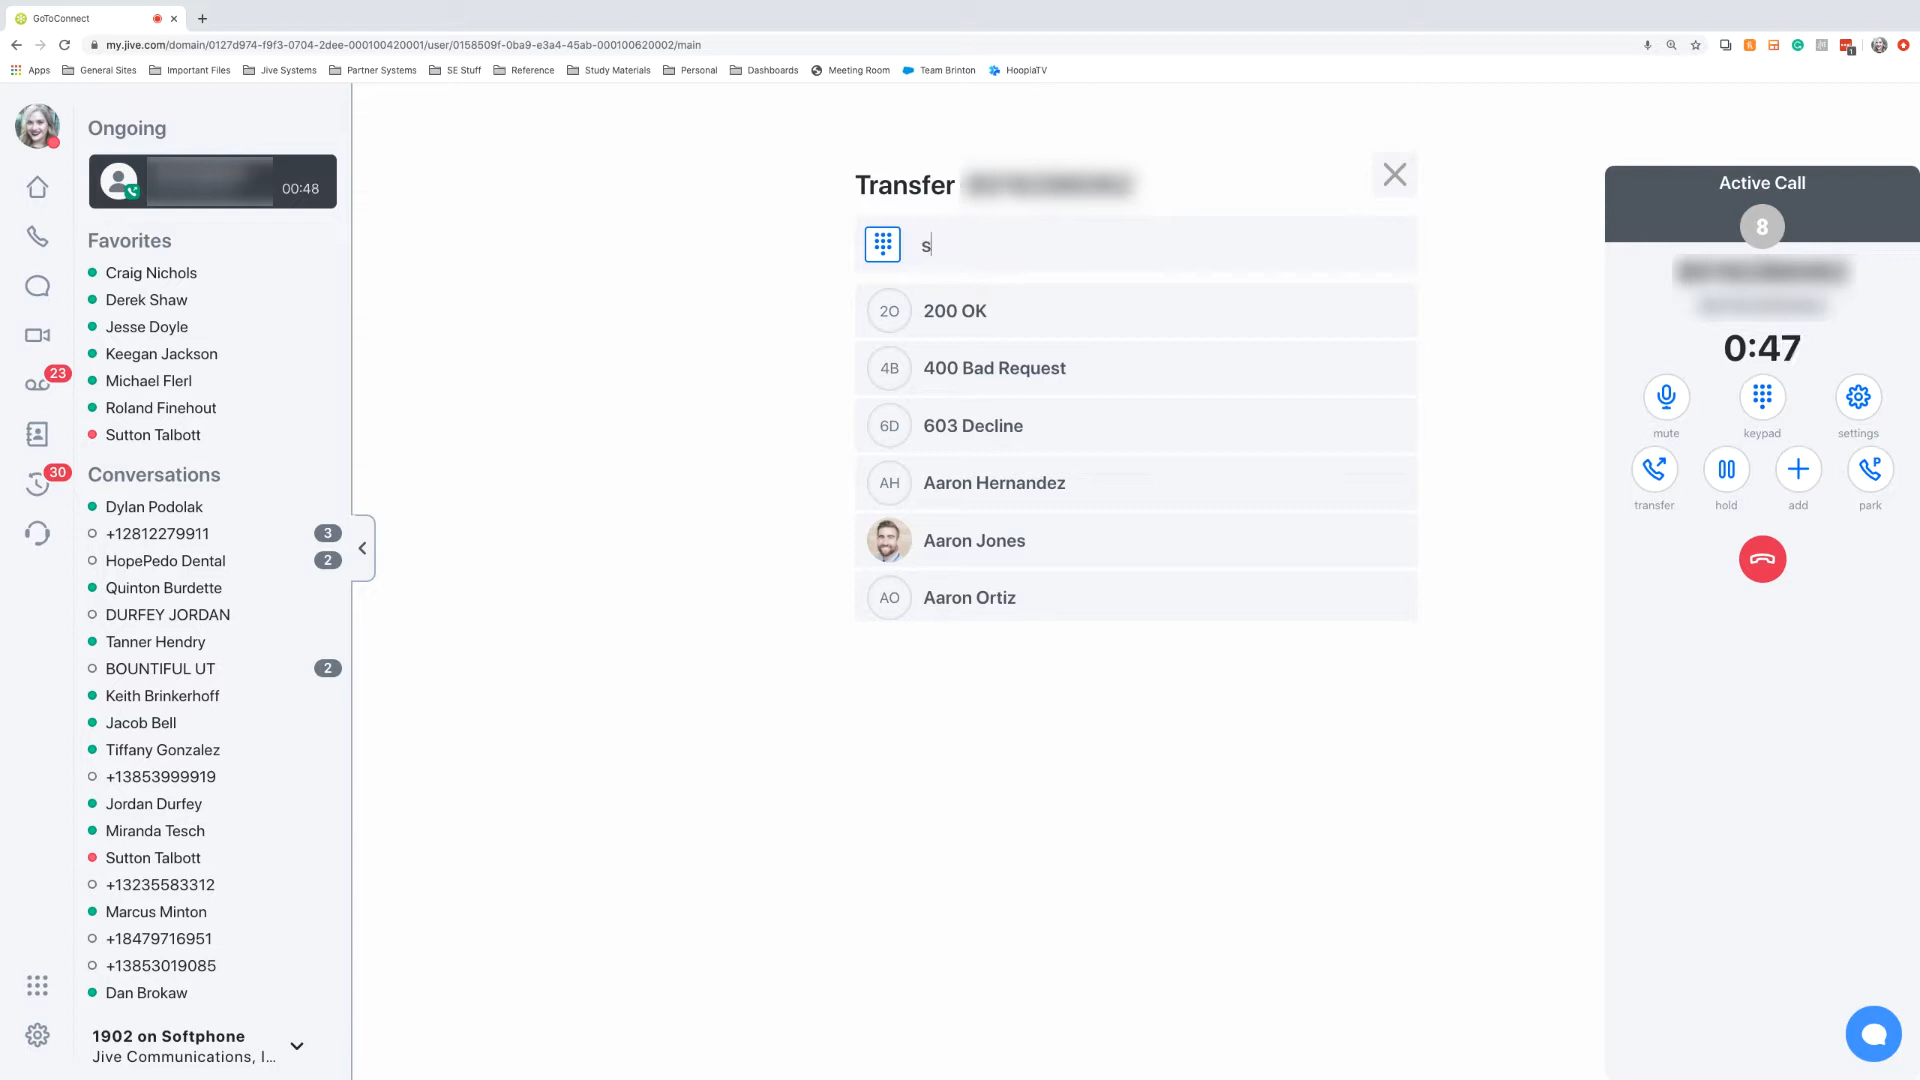 GoToConnect
my.jive.com/domain/0127d974-f9f3-0704-2dee-000100420001/user/0158509f-0ba9-e3a4-45ab-000100620002/main
Apps General Sites Important Files Jive Systems Partner Systems SE Stuff Reference Study Materials Personal Dashboards Meeting Room Team Brinton HooplaTV
Ongoing
00:48
Favorites
Craig Nichols
Derek Shaw
Jesse Doyle
Keegan Jackson
Michael Flerl
Roland Finehout
Sutton Talbott
23
30
Conversations
Dylan Podolak
+12812279911 3
HopePedo Dental 2
Quinton Burdette
DURFEY JORDAN
Tanner Hendry
BOUNTIFUL UT 2
Keith Brinkerhoff
Jacob Bell
Tiffany Gonzalez
+13853999919
Jordan Durfey
Miranda Tesch
Sutton Talbott
+13235583312
Marcus Minton
+18479716951
+13853019085
Dan Brokaw
1902 on Softphone
Jive Communications, I...
Transfer
s
2O 200 OK
4B 400 Bad Request
6D 603 Decline
AH Aaron Hernandez
Aaron Jones
AO Aaron Ortiz
Active Call
8
0:47
mute keypad settings
transfer hold add park